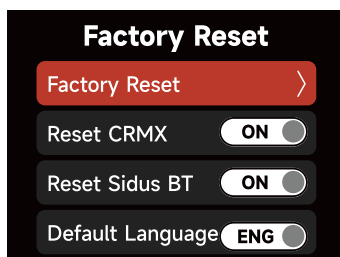 Factory Reset
Factory Reset
Reset CRMX ON
Reset Sidus BT ON
Default Language ENG